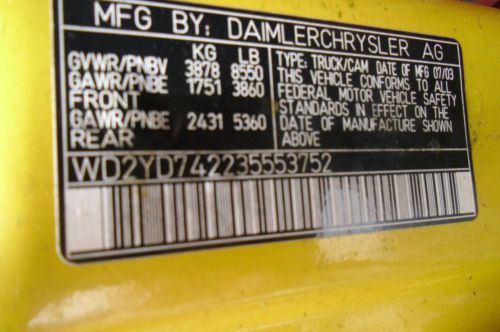 MFG BY: DAIMLERCHRYSLER AG
KG LB
GVWR/PNBV 3878 8550
GAWR/PNBE 1751 3860
FRONT
GAWR/PNBE 2431 5360
REAR
TYPE: TRUCK/CAM DATE OF MFG 07/03
THIS VEHICLE CONFORMS TO ALL
FEDERAL MOTOR VEHICLE SAFETY
STANDARDS IN EFFECT ON THE
DATE OF MANUFACTURE SHOWN
ABOVE
WD2YD742235553752